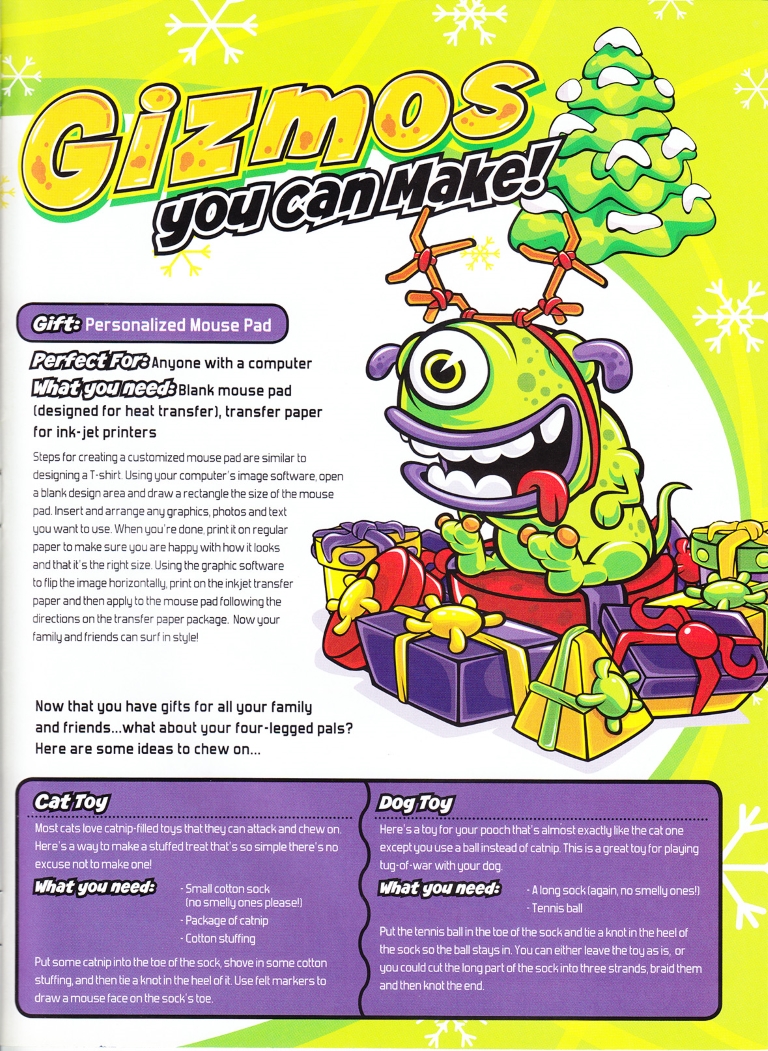 Gizmos
you can Make!
Gift: Personalized Mouse Pad
Perfect For: Anyone with a computer
What you need: Blank mouse pad
(designed for heat transfer), transfer paper
for ink-jet printers
Steps for creating a customized mouse pad are similar to
designing a T-shirt. Using your computer's image software, open
a blank design area and draw a rectangle the size of the mouse
pad. Insert and arrange any graphics, photos and text
you want to use. When you're done, print it on regular
paper to make sure you are happy with how it looks
and that it's the right size. Using the graphic software
to flip the image horizontally, print on the inkjet transfer
paper and then apply to the mouse pad following the
directions on the transfer paper package. Now your
family and friends can surf in style!
Now that you have gifts for all your family
and friends...what about your four-legged pals?
Here are some ideas to chew on...
Cat Toy
Most cats love catnip-filled toys that they can attack and chew on.
Here's a way to make a stuffed treat that's so simple there's no
excuse not to make one!
What you need:
- Small cotton sock
(no smelly ones please!)
- Package of catnip
- Cotton stuffing
Put some catnip into the toe of the sock, shove in some cotton
stuffing, and then tie a knot in the heel of it. Use felt markers to
draw a mouse face on the sock's toe.
Dog Toy
Here's a toy for your pooch that's almost exactly like the cat one
except you use a ball instead of catnip. This is a great toy for playing
tug-of-war with your dog.
What you need:
- A long sock (again, no smelly ones!)
- Tennis ball
Put the tennis ball in the toe of the sock and tie a knot in the heel of
the sock so the ball stays in. You can either leave the toy as is, or
you could cut the long part of the sock into three strands, braid them
and then knot the end.